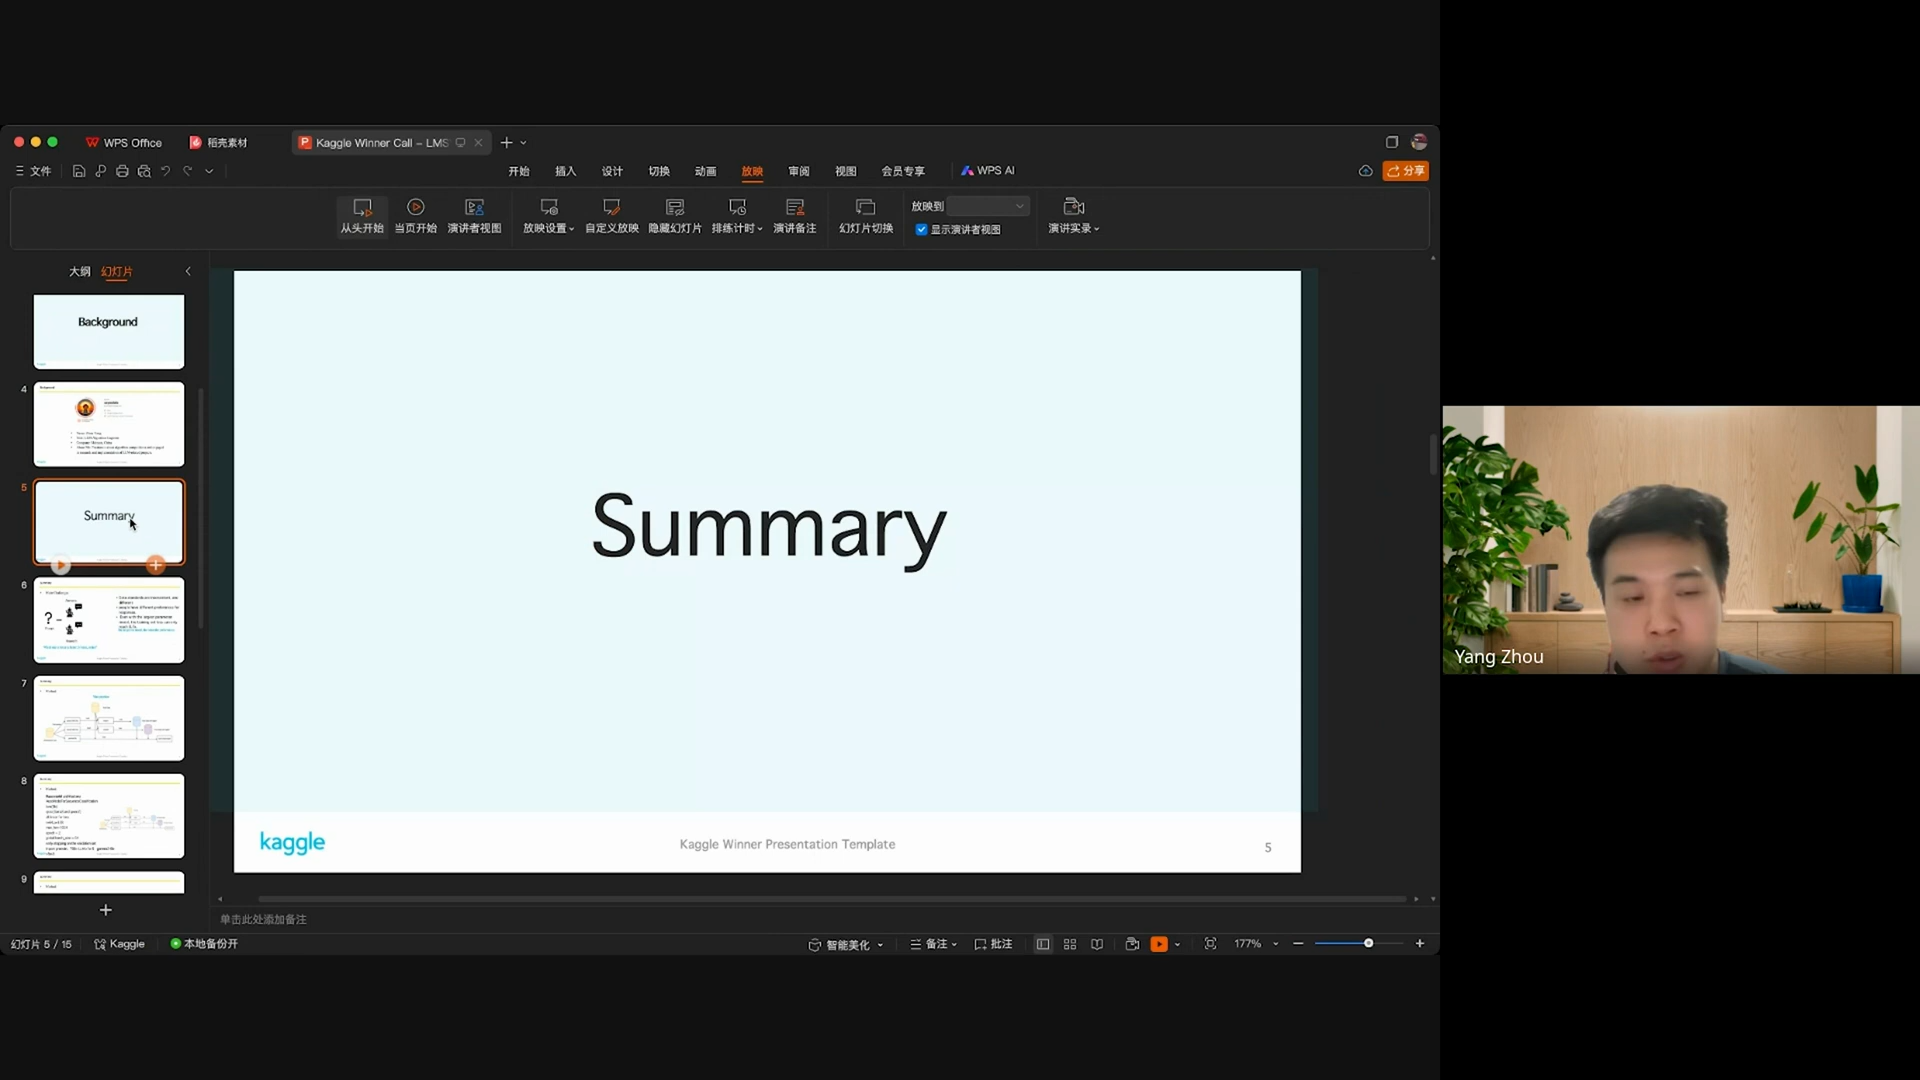 WPS Office
稻壳素材
Kaggle Winner Call – LMS
文件
开始
插入
设计
切换
动画
放映
审阅
视图
会员专享
WPS AI
分享
从头开始
当页开始
演讲者视图
放映设置
自定义放映
隐藏幻灯片
排练计时
演讲备注
幻灯片切换
放映到
显示演讲者视图
演讲实录
大纲
幻灯片
Background
4
5
Summary
6
7
8
9
Summary
kaggle
Kaggle Winner Presentation Template
5
Yang Zhou
单击此处添加备注
幻灯片 5 / 15
Kaggle
本地备份开
智能美化
备注
批注
177%